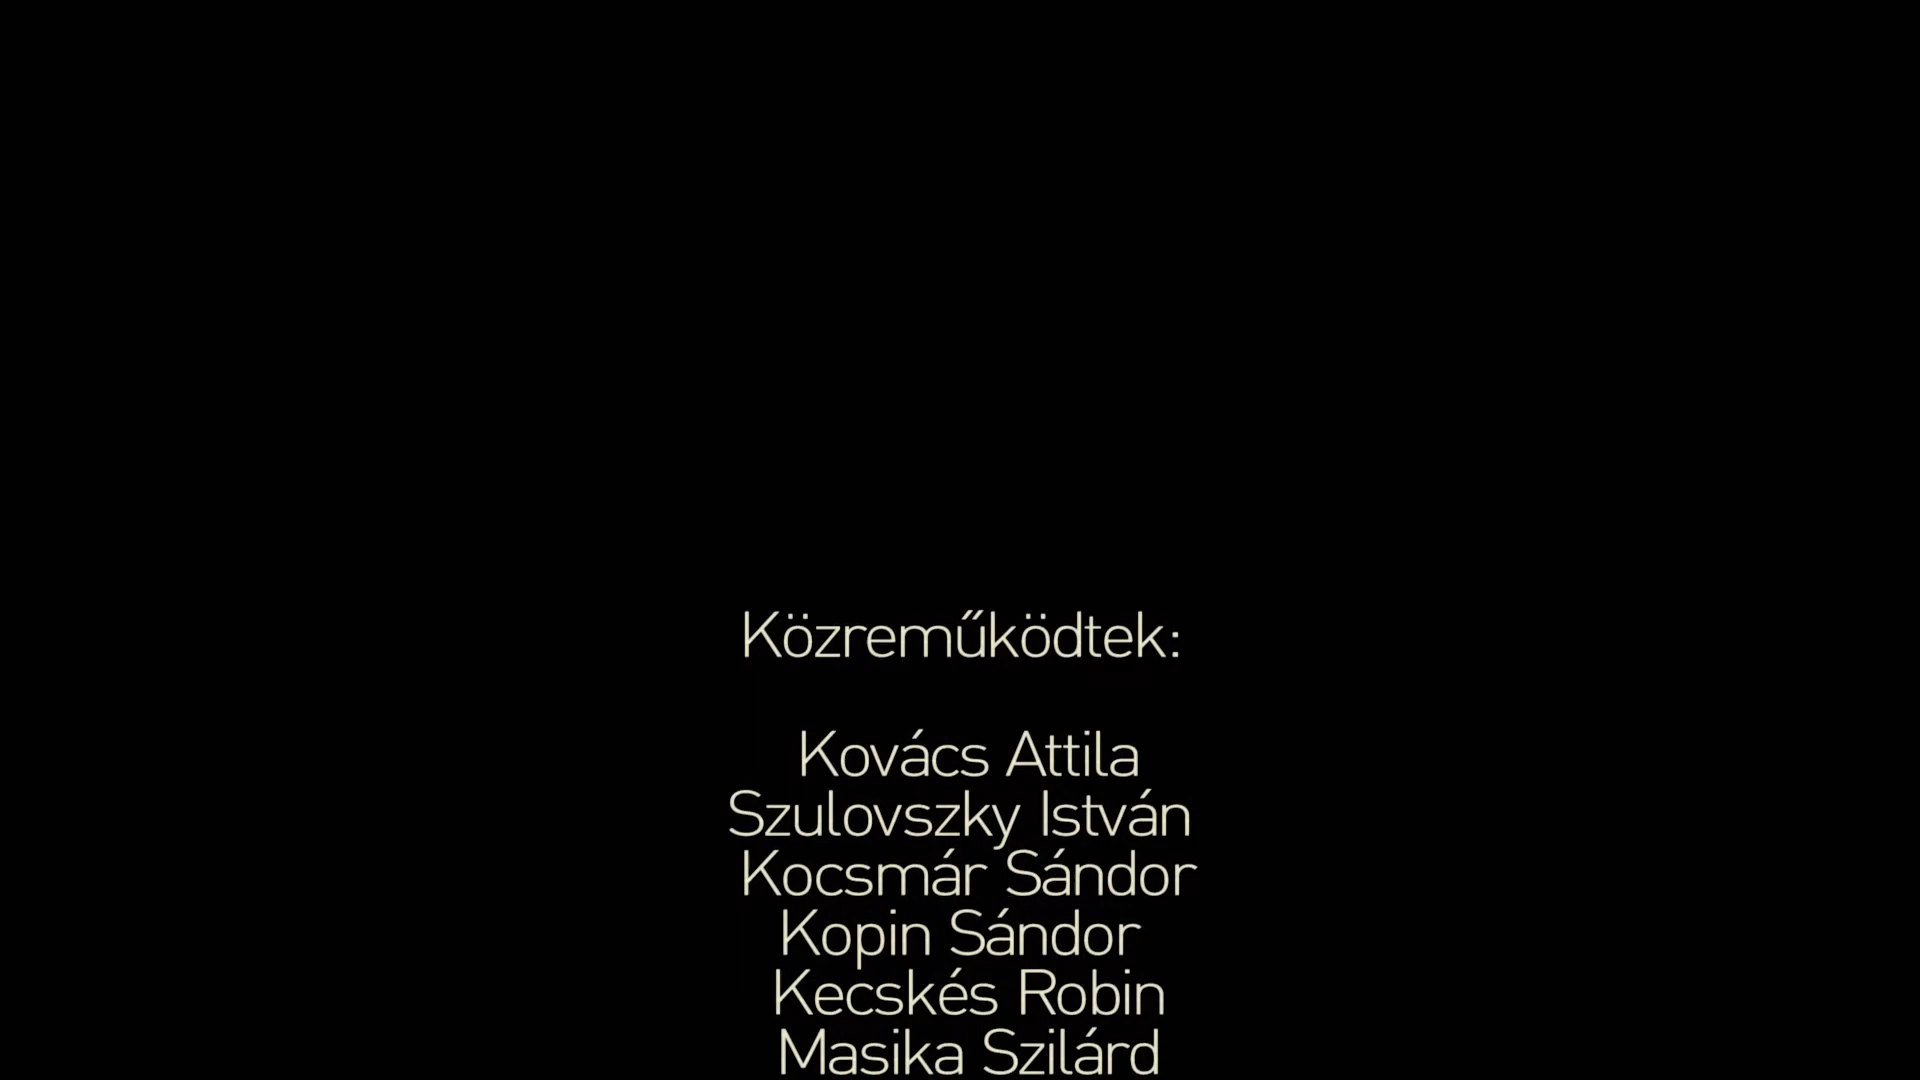 Közreműködtek:
Kovács Attila
Szulovszky István
Kocsmár Sándor
Kopin Sándor
Kecskés Robin
Masika Szilárd